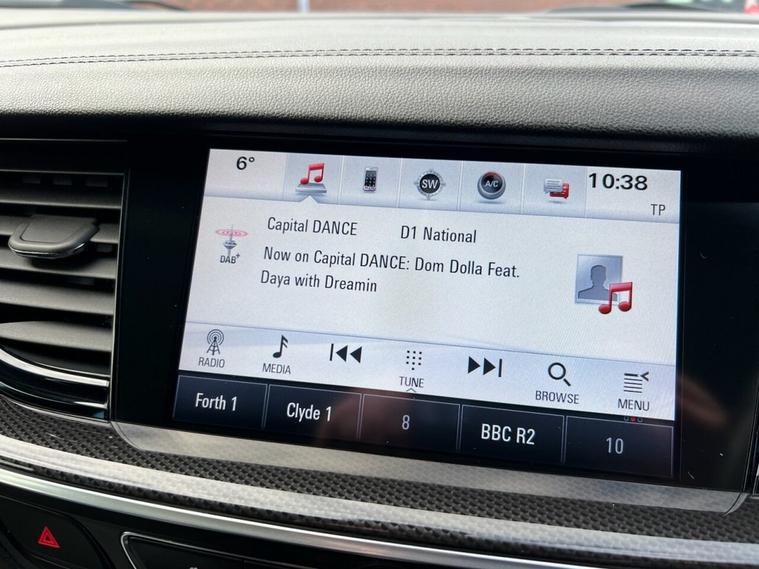 6°
SW
A/C
10:38
TP
Capital DANCE
D1 National
DAB+
Now on Capital DANCE: Dom Dolla Feat.
Daya with Dreamin
RADIO
MEDIA
TUNE
BROWSE
MENU
Forth 1
Clyde 1
8
BBC R2
10